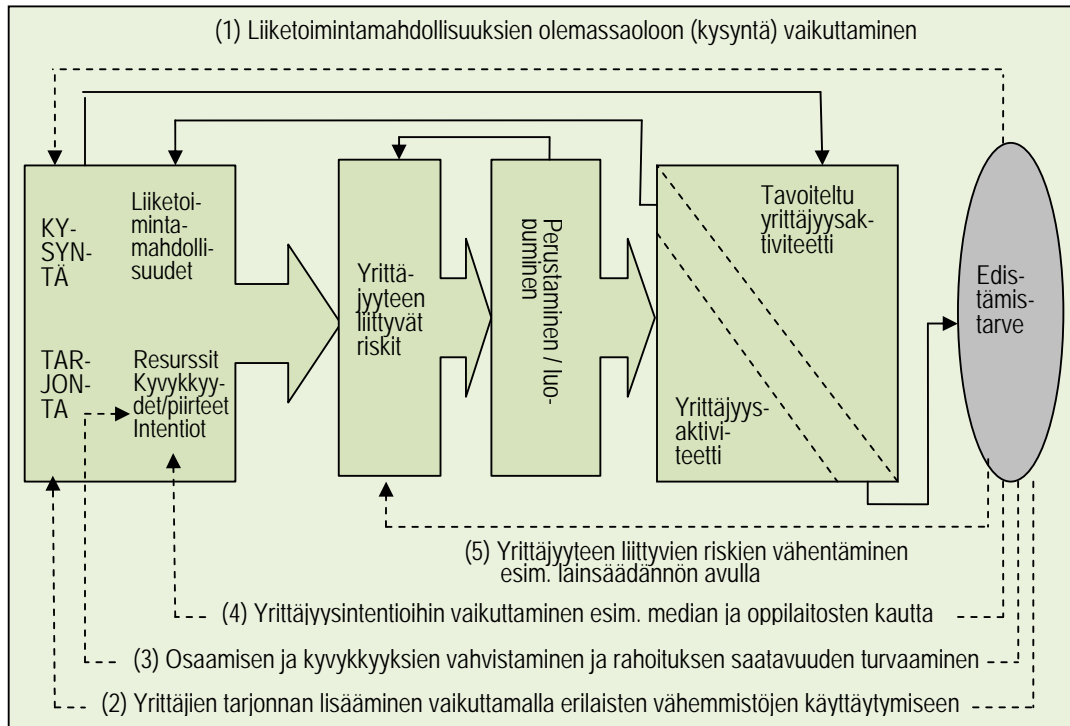 (1) Liiketoimintamahdollisuuksien olemassaoloon (kysyntä) vaikuttaminen
KY-
SYN-
TÄ
Liiketoi-
minta-
mahdolli-
suudet
TAR-
JON-
TA
Resurssit
Kyvykkyy-
det/piirteet
Intentiot
Yrittä-
jyyteen
liittyvät
riskit
Perustaminen / luo-
puminen
Tavoiteltu
yrittäjyysak-
tiviteetti
Yrittäjyys-
aktivi-
teetti
Edis-
tämis-
tarve
(5) Yrittäjyyteen liittyvien riskien vähentäminen
esim. lainsäädännön avulla
(4) Yrittäjyysintentioihin vaikuttaminen esim. median ja oppilaitosten kautta
(3) Osaamisen ja kyvykkyyksien vahvistaminen ja rahoituksen saatavuuden turvaaminen
(2) Yrittäjien tarjonnan lisääminen vaikuttamalla erilaisten vähemmistöjen käyttäytymiseen